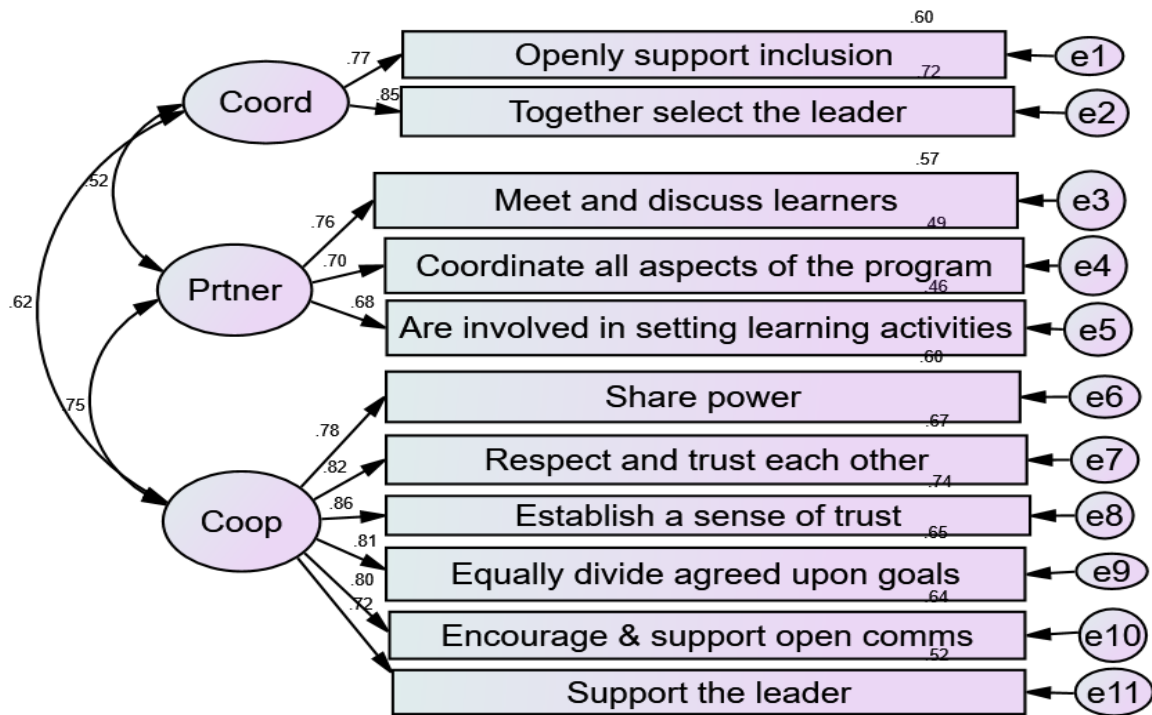 .60
.77
Openly support inclusion
e1
.72
Coord
.85
Together select the leader
e2
.57
.52
.76
Meet and discuss learners
e3
.49
.70
Prtner
Coordinate all aspects of the program
e4
.46
.62
.68
Are involved in setting learning activities
e5
.60
.75
Share power
e6
.78
.67
.82
Respect and trust each other
e7
.74
.86
Coop
Establish a sense of trust
e8
.65
.81
Equally divide agreed upon goals
e9
.80
.64
.72
Encourage & support open comms
e10
.52
Support the leader
e11